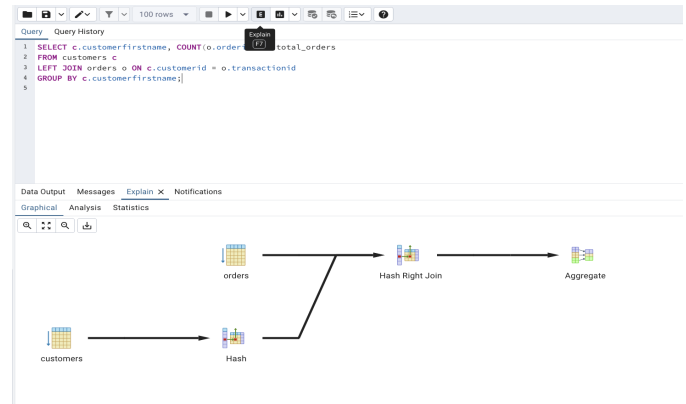 100 rows
Explain
F7
Query Query History
1 SELECT c.customerfirstname, COUNT(o.orderi total_orders
2 FROM customers c
3 LEFT JOIN orders o ON c.customerid = o.transactionid
4 GROUP BY c.customerfirstname;
5
Data Output Messages Explain Notifications
Graphical Analysis Statistics
orders
Hash Right Join
Aggregate
customers
Hash